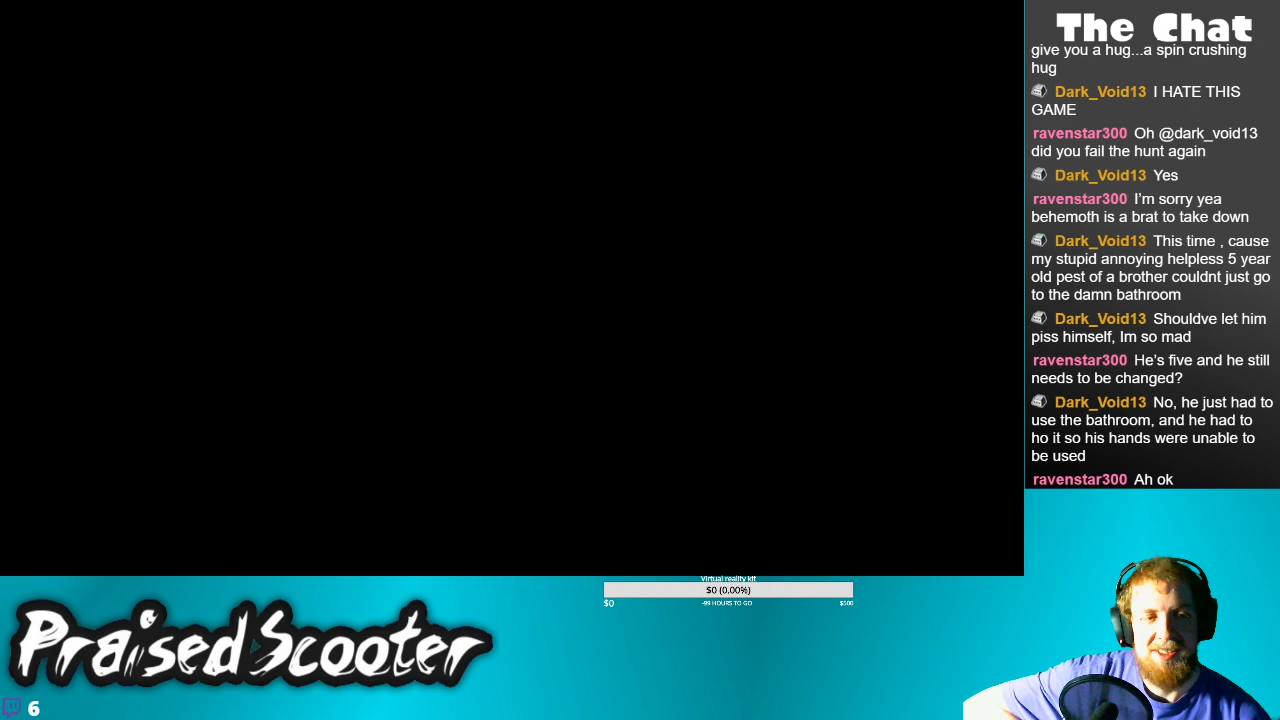 The Chat
give you a hug...a spin crushing
hug
Dark_Void13 I HATE THIS
GAME
ravenstar300 Oh @dark_void13
did you fail the hunt again
Dark_Void13 Yes
ravenstar300 I'm sorry yea
behemoth is a brat to take down
Dark_Void13 This time , cause
my stupid annoying helpless 5 year
old pest of a brother couldnt just go
to the damn bathroom
Dark_Void13 Shouldve let him
piss himself, Im so mad
ravenstar300 He's five and he still
needs to be changed?
Dark_Void13 No, he just had to
use the bathroom, and he had to
ho it so his hands were unable to
be used
ravenstar300 Ah ok
Virtual reality kit
$0 (0.00%)
$0 -99 HOURS TO GO $500
PraisedScooter
6